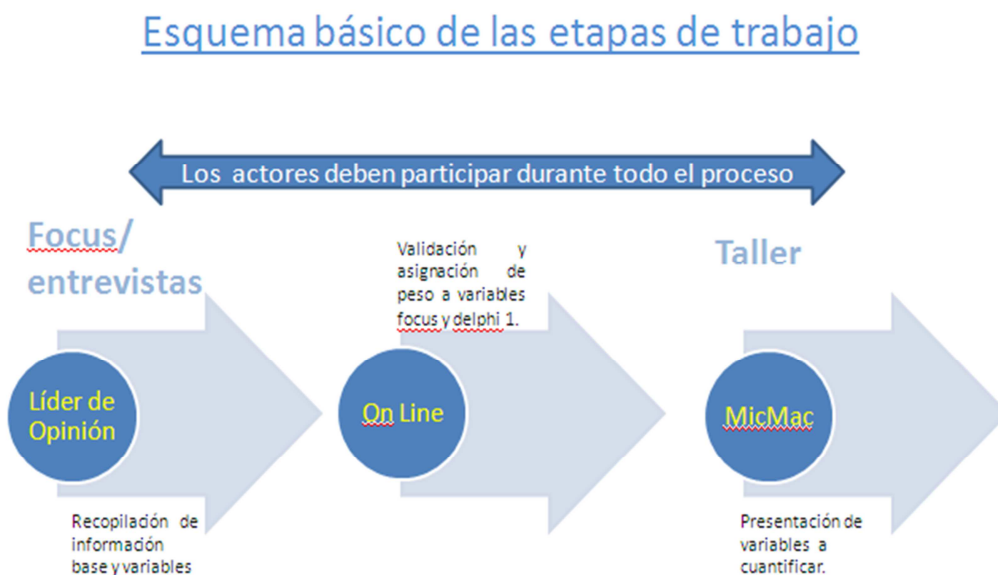 Esquema básico de las etapas de trabajo
Los actores deben participar durante todo el proceso
Focus/
entrevistas
Líder de
Opinión
Recopilación de
información
base y variables
Validación y
asignación de
peso a variables
focus y delphi 1.
On Line
Taller
MicMac
Presentación de
variables a
cuantificar.